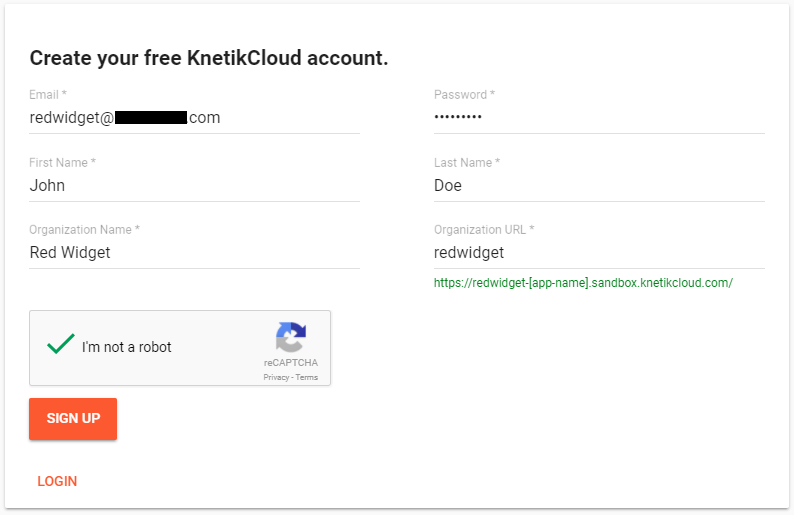 Create your free KnetikCloud account.
Email *
redwidget@ .com
Password *
•••••••••
First Name *
John
Last Name *
Doe
Organization Name *
Red Widget
Organization URL *
redwidget
https://redwidget-[app-name].sandbox.knetikcloud.com/
I'm not a robot
reCAPTCHA
Privacy - Terms
SIGN UP
LOGIN